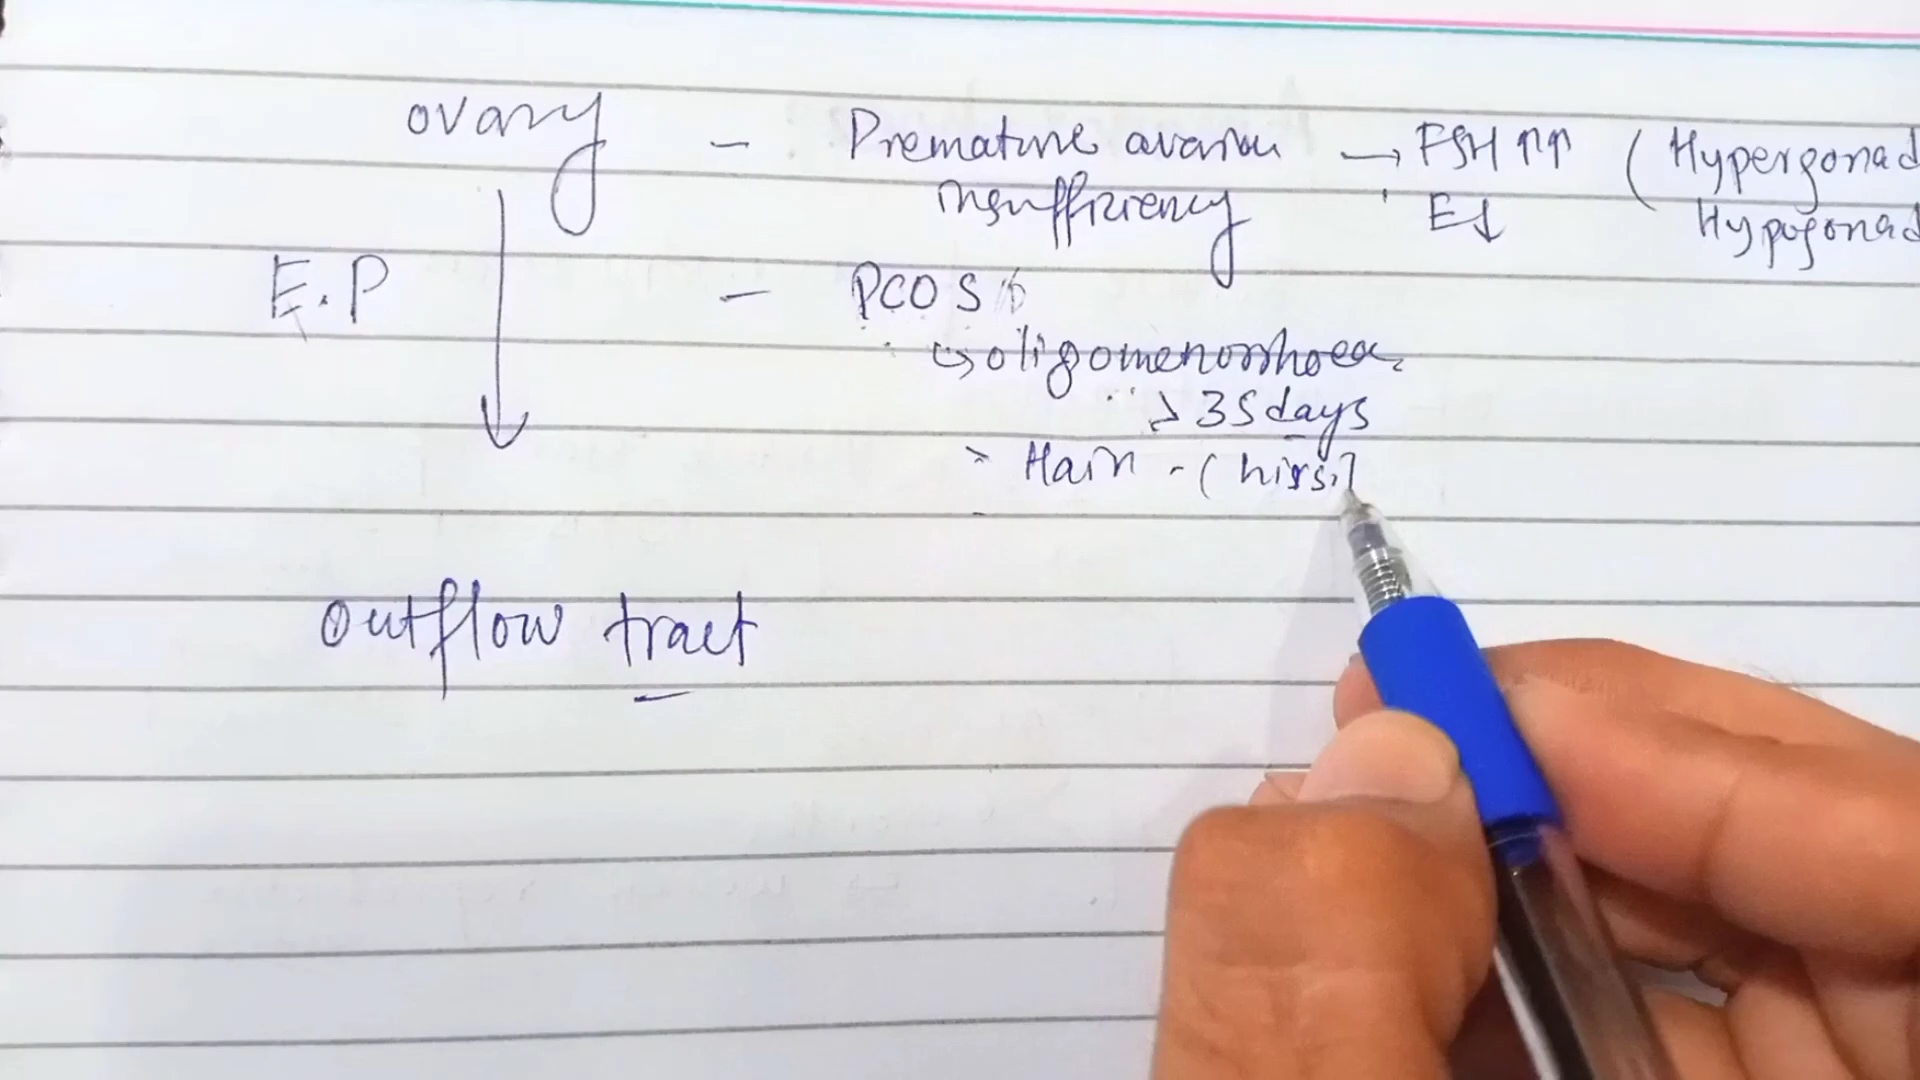 ovary - Premature ovarian → FSH ↑↑ (Hypergonad
insufficiency E↓ Hypogonad
E.P - PCOS
↳ oligomenorrhoea
> 35 days
Hair - (hirsi
outflow tract